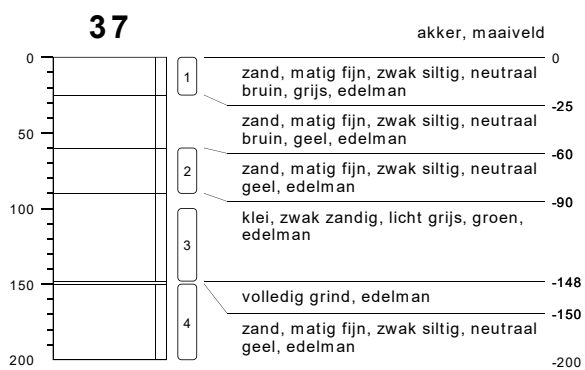 37
akker, maaiveld
0
0
1
zand, matig fijn, zwak siltig, neutraal
bruin, grijs, edelman
-25
zand, matig fijn, zwak siltig, neutraal
bruin, geel, edelman
50
-60
2
zand, matig fijn, zwak siltig, neutraal
geel, edelman
-90
100
klei, zwak zandig, licht grijs, groen,
edelman
3
-148
150
volledig grind, edelman
-150
4
zand, matig fijn, zwak siltig, neutraal
geel, edelman
200
-200